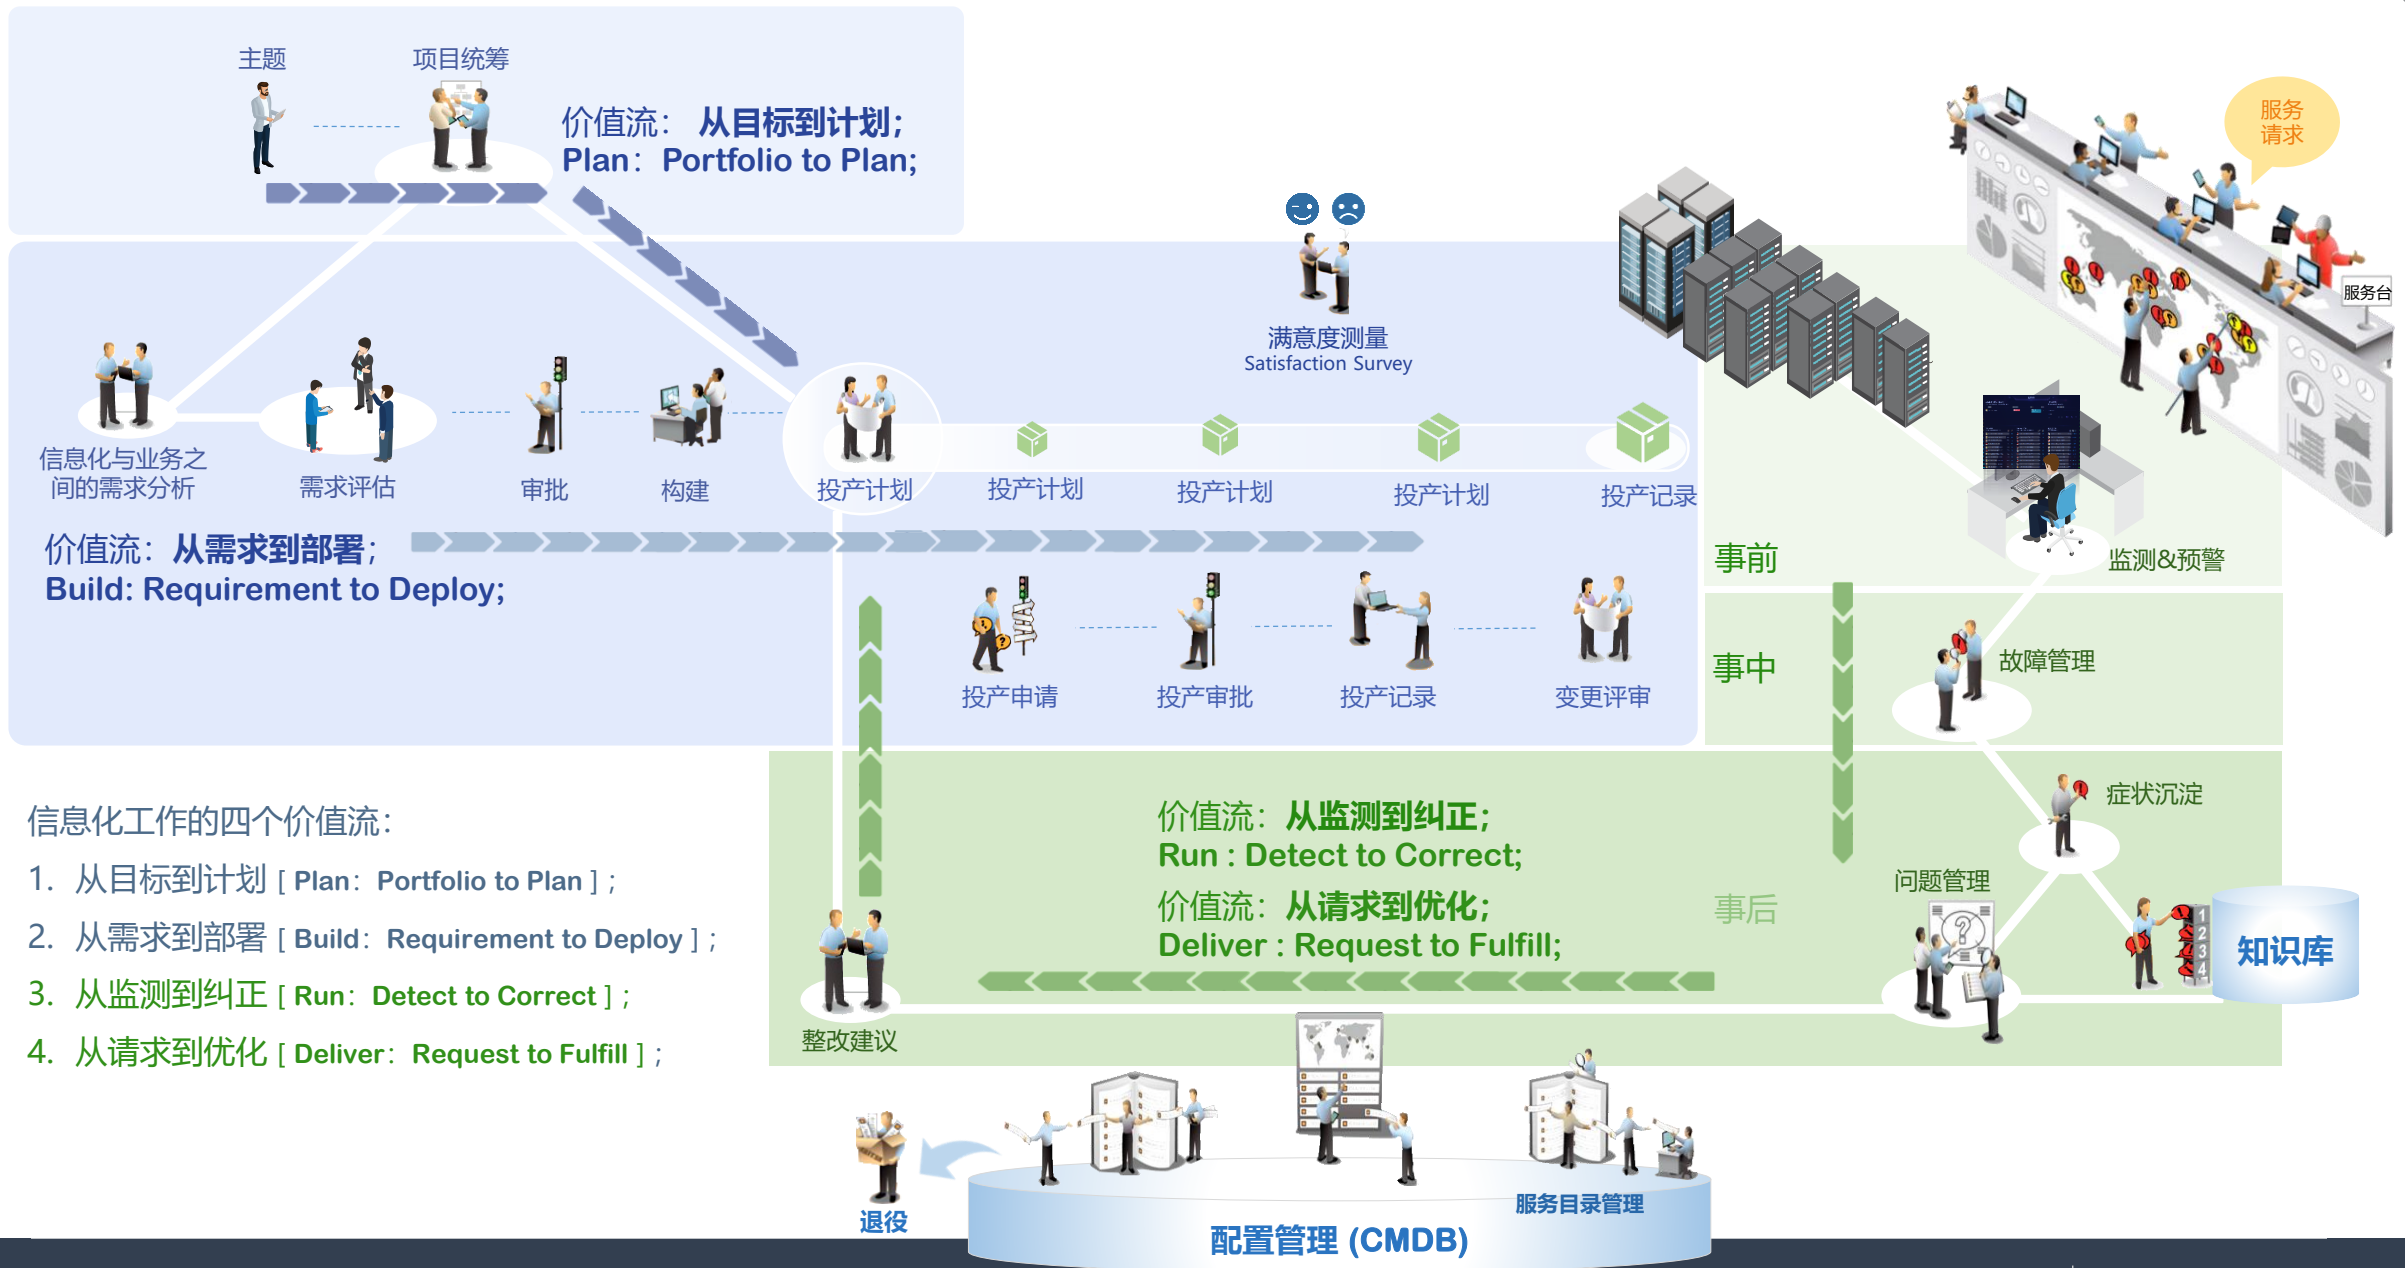 主题
项目统筹
价值流： 从目标到计划；
Plan：Portfolio to Plan;
服务
请求
服务台
满意度测量
Satisfaction Survey
信息化与业务之
间的需求分析
需求评估
审批
构建
投产计划
投产计划
投产计划
投产计划
投产记录
价值流：从需求到部署；
Build: Requirement to Deploy;
事前
监测&预警
投产申请
投产审批
投产记录
变更评审
事中
故障管理
症状沉淀
信息化工作的四个价值流：
1. 从目标到计划 [ Plan：Portfolio to Plan ]；
2. 从需求到部署 [ Build：Requirement to Deploy ]；
3. 从监测到纠正 [ Run：Detect to Correct ]；
4. 从请求到优化 [ Deliver：Request to Fulfill ]；
价值流：从监测到纠正；
Run : Detect to Correct;
价值流：从请求到优化；
Deliver : Request to Fulfill;
事后
问题管理
1
2
3
4
知识库
整改建议
退役
服务目录管理
配置管理 (CMDB)